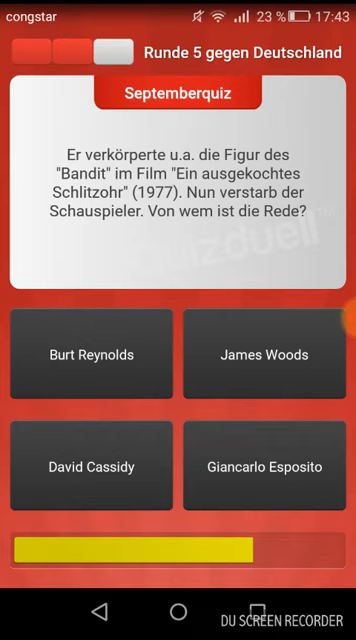 congstar 23 % 17:43
Runde 5 gegen Deutschland
Septemberquiz
Er verkörperte u.a. die Figur des
"Bandit" im Film "Ein ausgekochtes
Schlitzohr" (1977). Nun verstarb der
Schauspieler. Von wem ist die Rede?
Quizduell™
Burt Reynolds
James Woods
David Cassidy
Giancarlo Esposito
DU SCREEN RECORDER